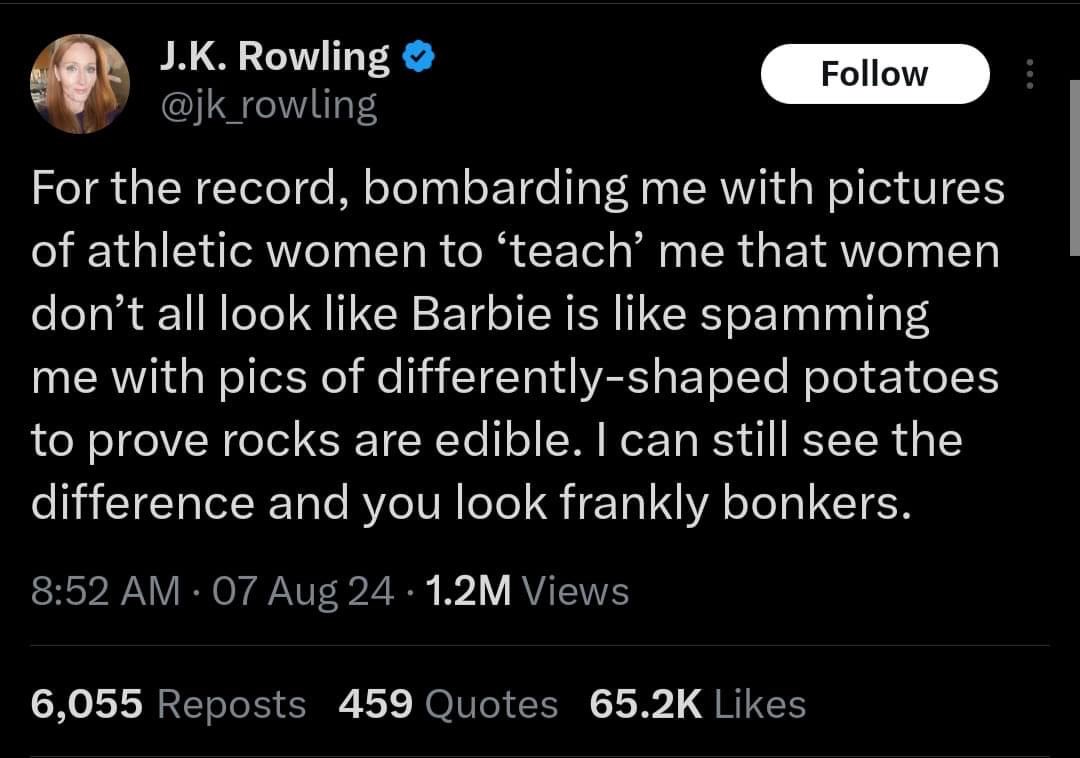 J.K. Rowling
Follow
@jk_rowling
For the record, bombarding me with pictures
of athletic women to ‘teach’ me that women
don’t all look like Barbie is like spamming
me with pics of differently-shaped potatoes
to prove rocks are edible. I can still see the
difference and you look frankly bonkers.
8:52 AM · 07 Aug 24 · 1.2M Views
6,055 Reposts 459 Quotes 65.2K Likes